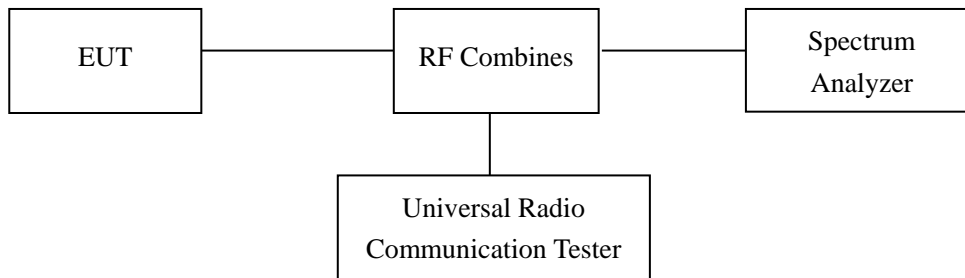 EUT
RF Combines
Spectrum
Analyzer
Universal Radio
Communication Tester